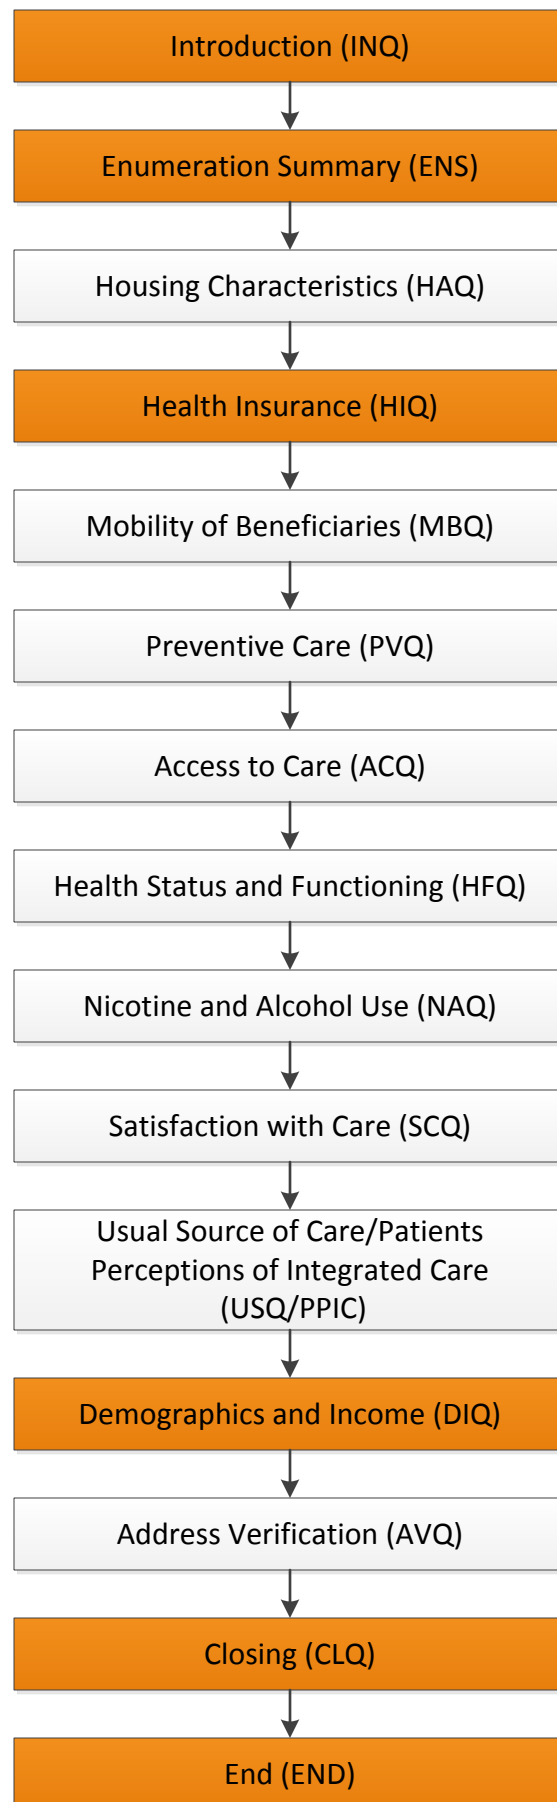 Introduction (INQ)
Enumeration Summary (ENS)
Housing Characteristics (HAQ)
Health Insurance (HIQ)
Mobility of Beneficiaries (MBQ)
Preventive Care (PVQ)
Access to Care (ACQ)
Health Status and Functioning (HFQ)
Nicotine and Alcohol Use (NAQ)
Satisfaction with Care (SCQ)
Usual Source of Care/Patients
Perceptions of Integrated Care
(USQ/PPIC)
Demographics and Income (DIQ)
Address Verification (AVQ)
Closing (CLQ)
End (END)